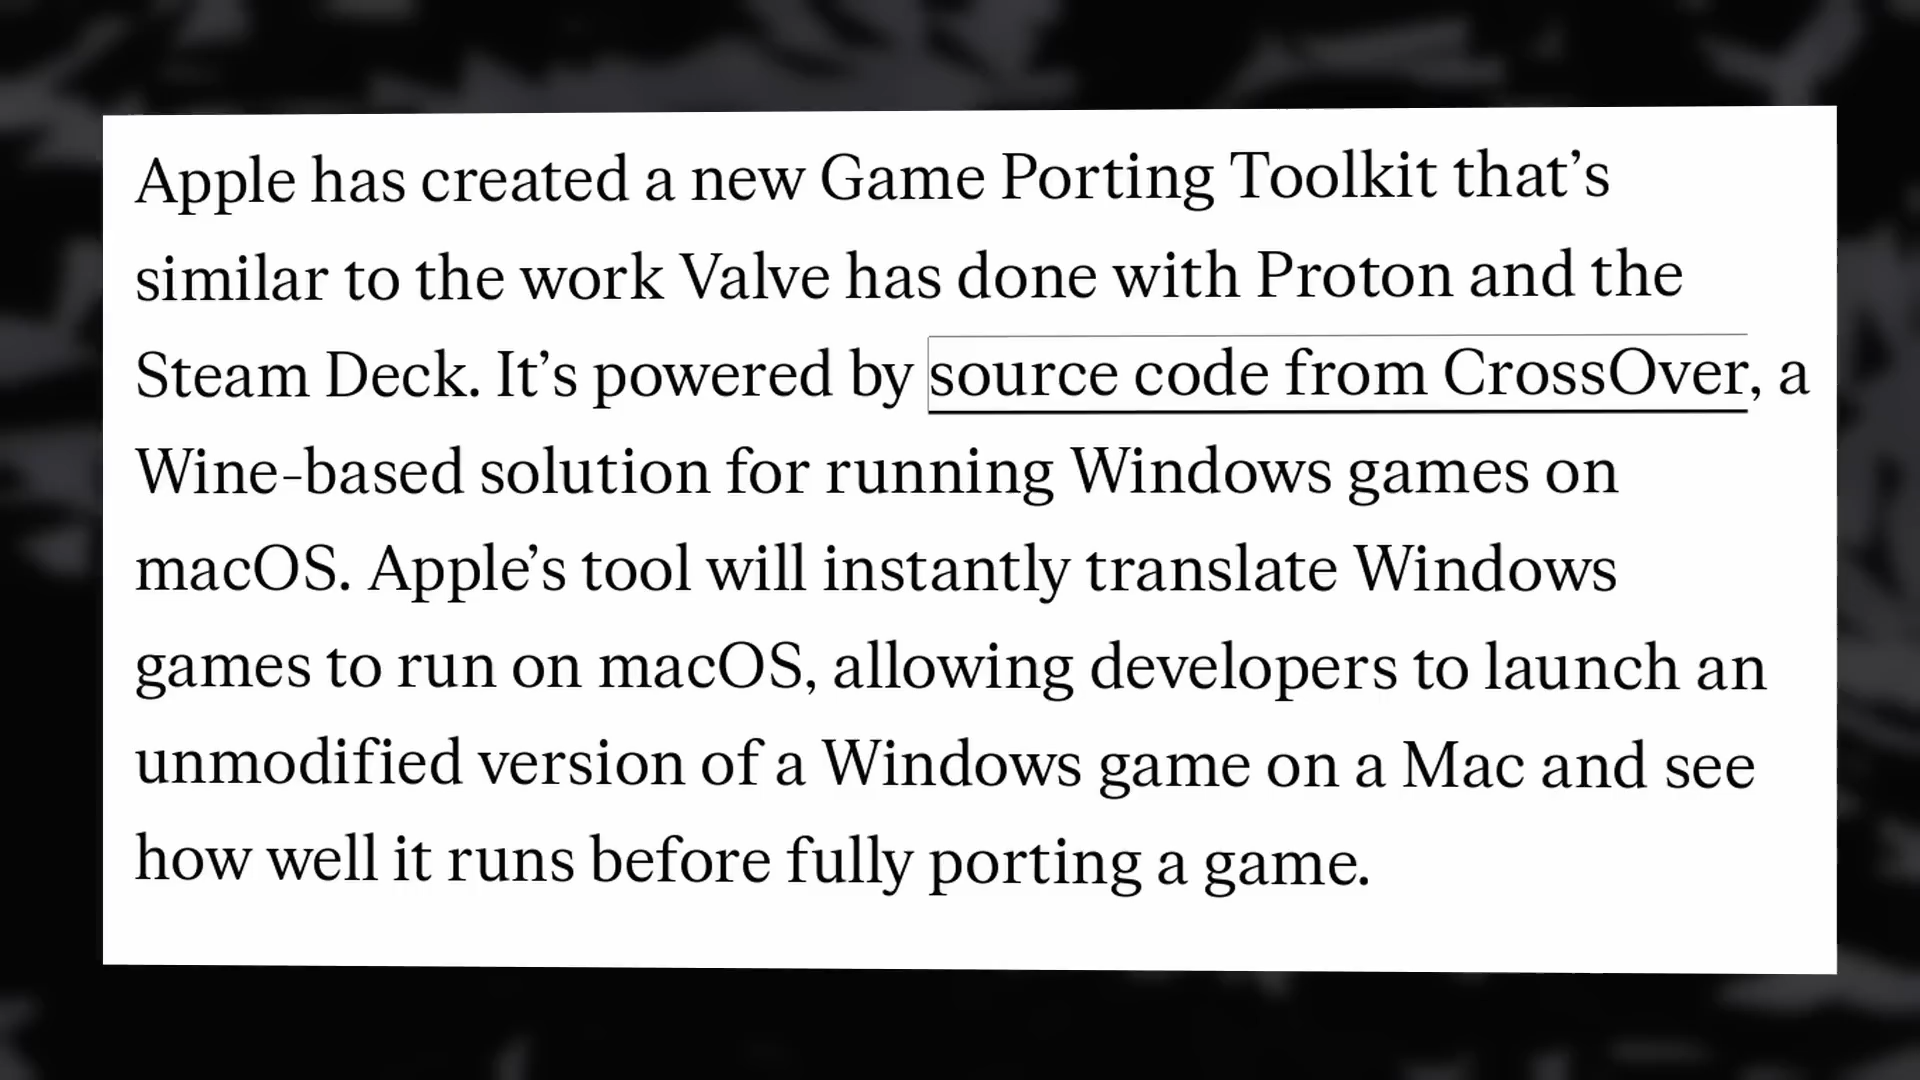 Apple has created a new Game Porting Toolkit that’s
similar to the work Valve has done with Proton and the
Steam Deck. It’s powered by source code from CrossOver, a
Wine-based solution for running Windows games on
macOS. Apple’s tool will instantly translate Windows
games to run on macOS, allowing developers to launch an
unmodified version of a Windows game on a Mac and see
how well it runs before fully porting a game.